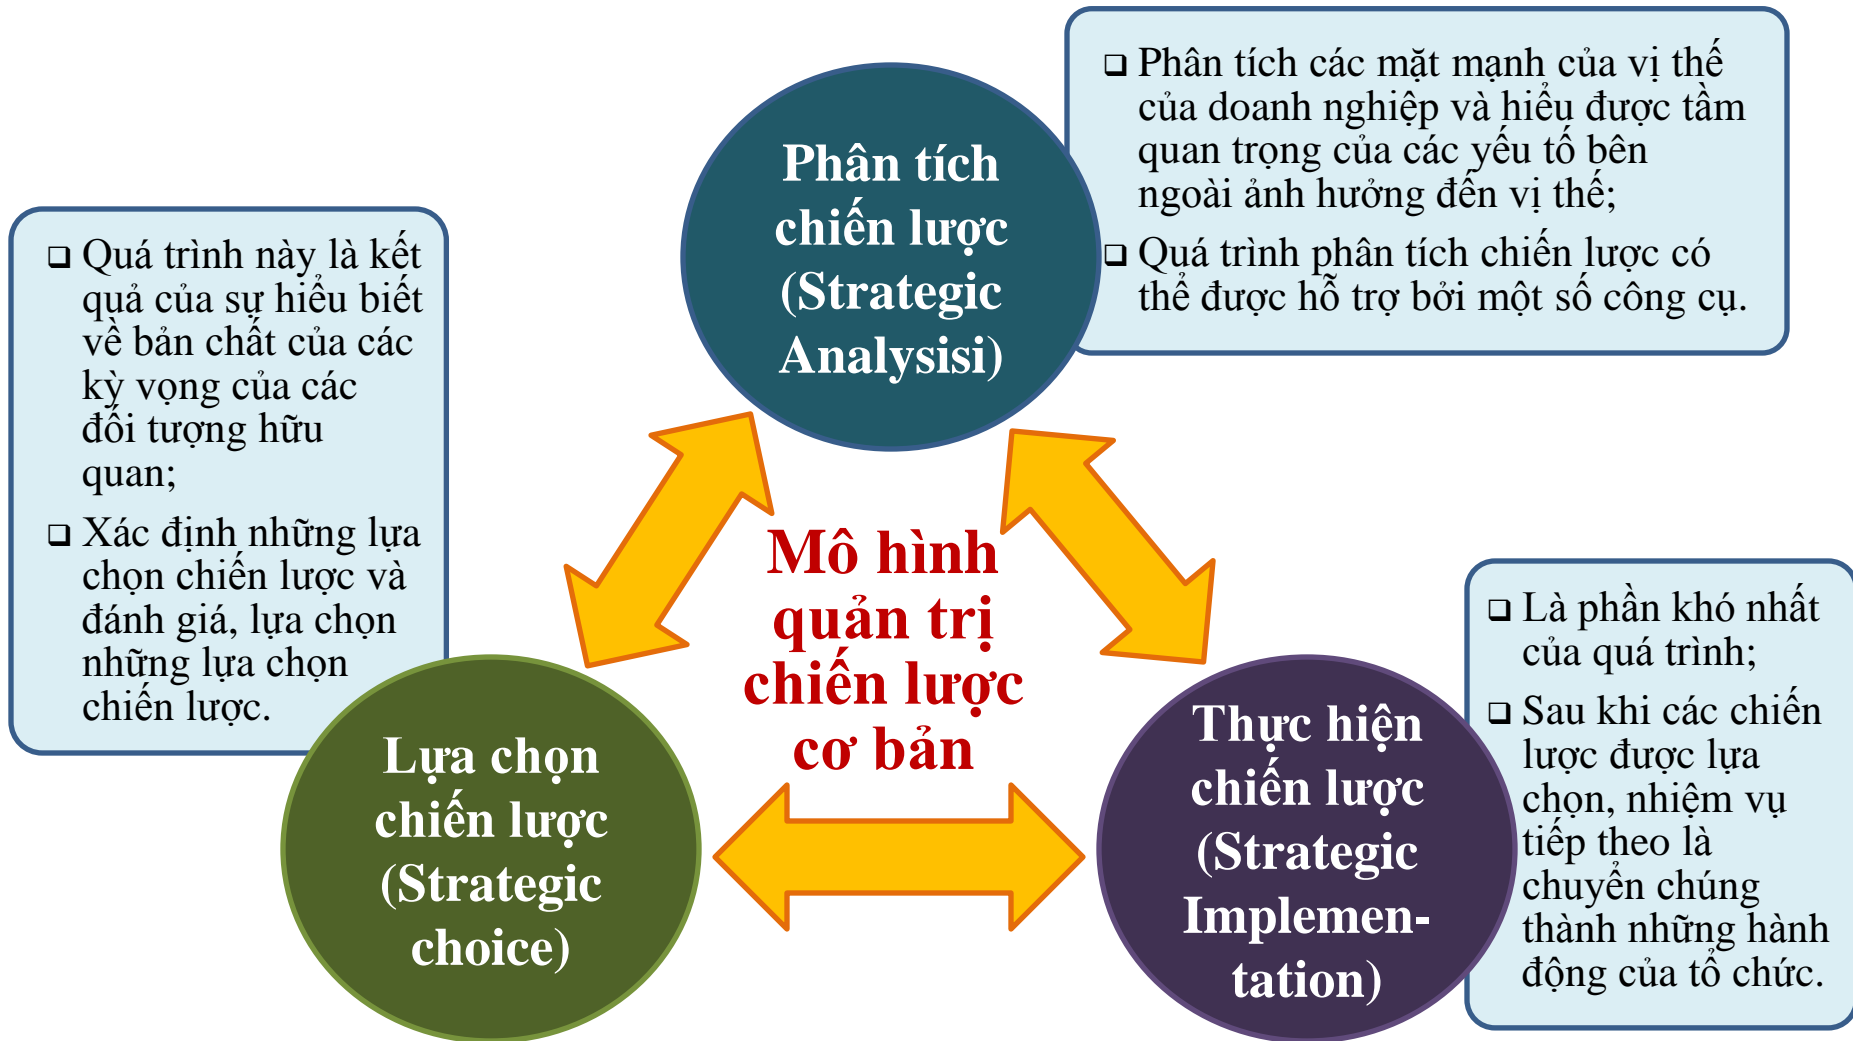 Phân tích
chiến lược
(Strategic
Analysisi)
❑ Phân tích các mặt mạnh của vị thế
của doanh nghiệp và hiểu được tầm
quan trọng của các yếu tố bên
ngoài ảnh hưởng đến vị thế;
❑ Quá trình phân tích chiến lược có
thể được hỗ trợ bởi một số công cụ.
❑ Quá trình này là kết
quả của sự hiểu biết
về bản chất của các
kỳ vọng của các
đối tượng hữu
quan;
❑ Xác định những lựa
chọn chiến lược và
đánh giá, lựa chọn
những lựa chọn
chiến lược.
Lựa chọn
chiến lược
(Strategic
choice)
Mô hình
quản trị
chiến lược
cơ bản
Thực hiện
chiến lược
(Strategic
Implemen-
tation)
❑ Là phần khó nhất
của quá trình;
❑ Sau khi các chiến
lược được lựa
chọn, nhiệm vụ
tiếp theo là
chuyển chúng
thành những hành
động của tổ chức.